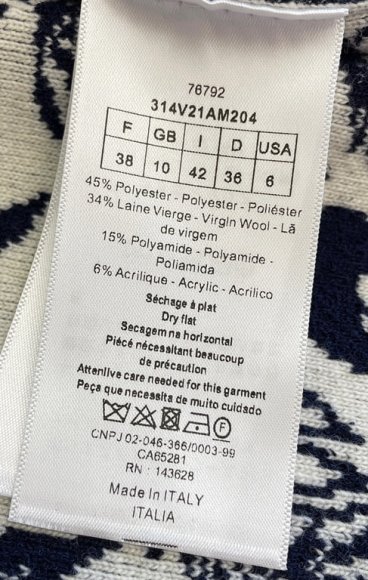 76792
314V21AM204
F GB I D USA
38 10 42 36 6
45% Polyester - Polyester - Poliéster
34% Laine Vierge - Virgin Wool - Lã
de virgem
15% Polyamide - Polyamide -
Poliamida
6% Acrilique - Acrylic - Acrilico
Séchage à plat
Dry flat
Secagem na horizontal
Piécé nécessitant beaucoup
de précaution
Attentive care needed for this garment
Peça que necessita de muito cuidado
F
CNPJ 02-046-366/0003-99
CA65281
RN : 143628
Made In ITALY
ITALIA